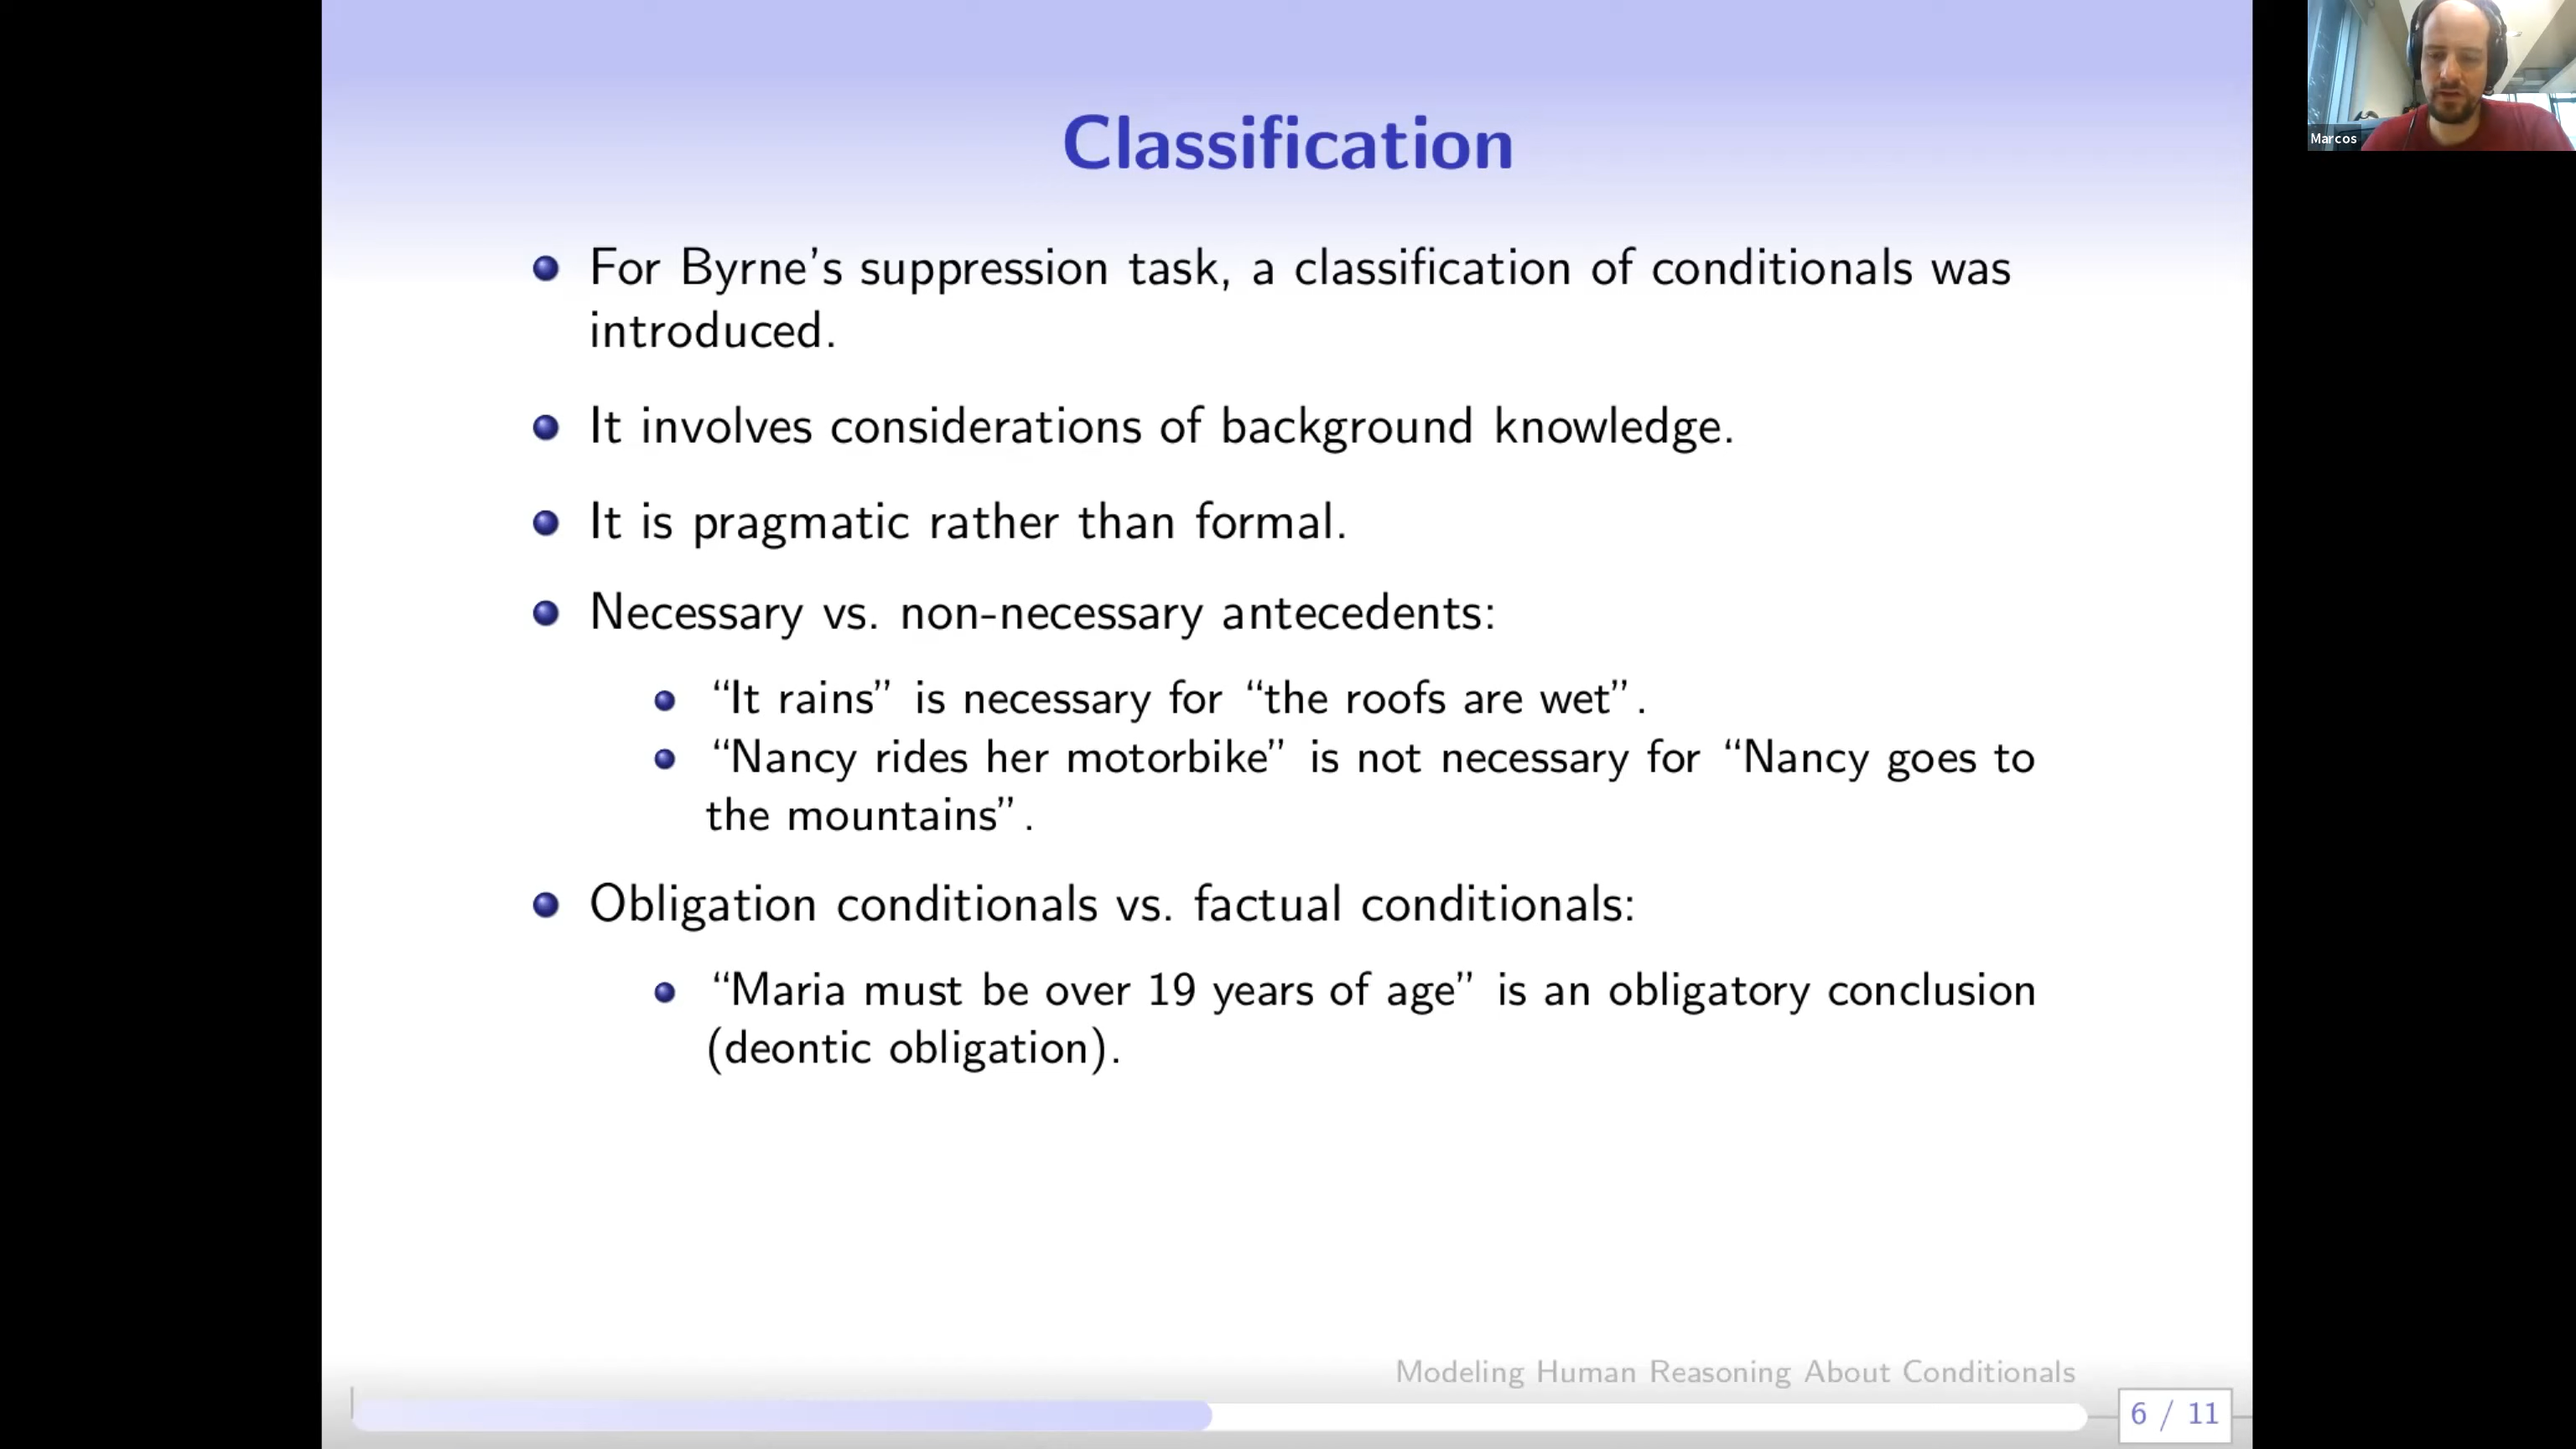 Classification
For Byrne's suppression task, a classification of conditionals was
introduced.
It involves considerations of background knowledge.
It is pragmatic rather than formal.
Necessary vs. non-necessary antecedents:
“It rains” is necessary for “the roofs are wet”.
“Nancy rides her motorbike” is not necessary for “Nancy goes to
the mountains”.
Obligation conditionals vs. factual conditionals:
“Maria must be over 19 years of age” is an obligatory conclusion
(deontic obligation).
Modeling Human Reasoning About Conditionals
6 / 11
Marcos